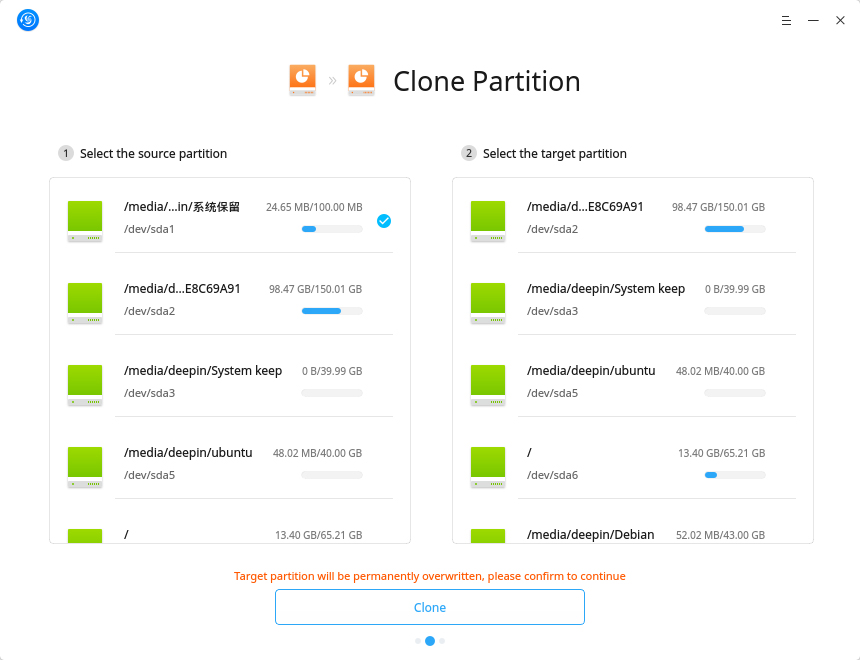 » Clone Partition
1 Select the source partition
/media/...in/系统保留 24.65 MB/100.00 MB
/dev/sda1
/media/d...E8C69A91 98.47 GB/150.01 GB
/dev/sda2
/media/deepin/System keep 0 B/39.99 GB
/dev/sda3
/media/deepin/ubuntu 48.02 MB/40.00 GB
/dev/sda5
/ 13.40 GB/65.21 GB
2 Select the target partition
/media/d...E8C69A91 98.47 GB/150.01 GB
/dev/sda2
/media/deepin/System keep 0 B/39.99 GB
/dev/sda3
/media/deepin/ubuntu 48.02 MB/40.00 GB
/dev/sda5
/ 13.40 GB/65.21 GB
/dev/sda6
/media/deepin/Debian 52.02 MB/43.00 GB
Target partition will be permanently overwritten, please confirm to continue
Clone